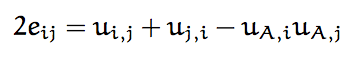 2e_{ij} = u_{i,j} + u_{j,i} − u_{A,i}u_{A,j}